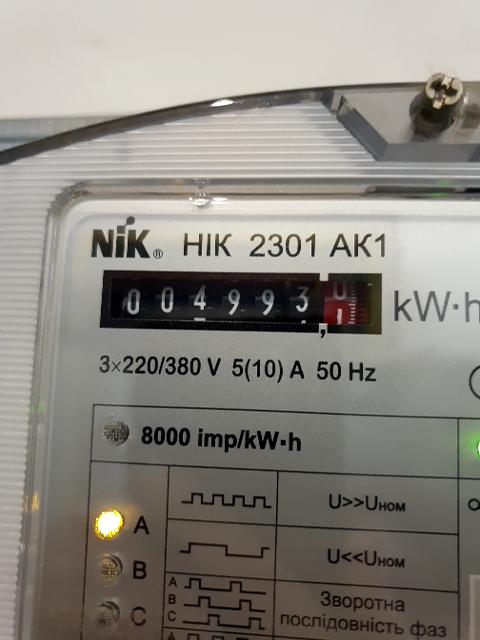 NiK® НІК 2301 АК1
004993,0 kW·h
1
3×220/380 V 5(10) A 50 Hz
8000 imp/kW·h
A
U>>Uном
B
U<<Uном
C
A
B
C
Зворотна
послідовність фаз
A